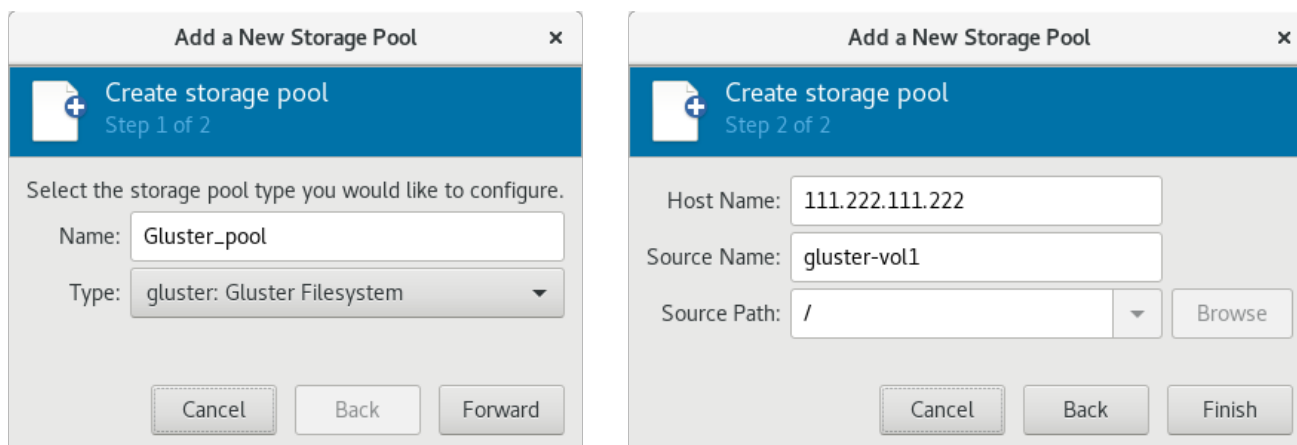 Add a New Storage Pool ×
Create storage pool
Step 1 of 2
Select the storage pool type you would like to configure.
Name: Gluster_pool
Type: gluster: Gluster Filesystem
Cancel Back Forward
Add a New Storage Pool ×
Create storage pool
Step 2 of 2
Host Name: 111.222.111.222
Source Name: gluster-vol1
Source Path: / Browse
Cancel Back Finish